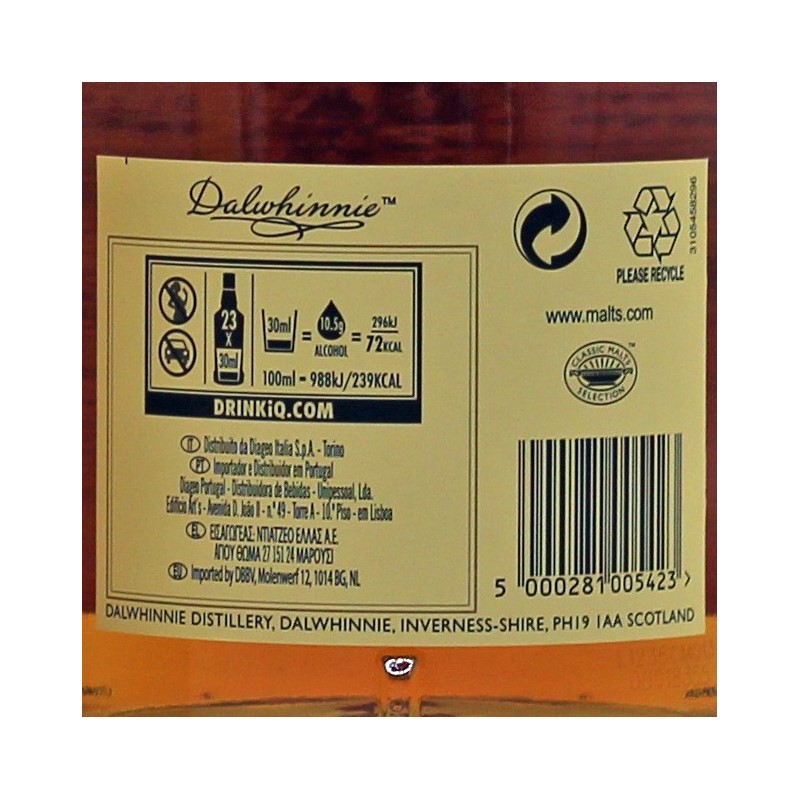 Dalwhinnie™
23
X
30ml
30ml
=
10.5g
ALCOHOL
=
296kJ
72KCAL
100ml = 988kJ/239KCAL
DRINKiQ.COM
IT Distribuito da Diageo Italia S.p.A. - Torino
PT Importador e Distribuidor em Portugal
Diageo Portugal - Distribuidora de Bebidas - Unipessoal, Lda.
Edifício Art's - Avenida D. João II - n.º 49 - Torre A - 10.º Piso - em Lisboa
EL ΕΙΣΑΓΩΓΕΑΣ: ΝΤΙΑΤΖΕΟ ΕΛΛΑΣ Α.Ε.
ΑΓΙΟΥ ΘΩΜΑ 27 151 24 ΜΑΡΟΥΣΙ
EU Imported by DBBV, Molenwerf 12, 1014 BG, NL
3105458296
PLEASE RECYCLE
www.malts.com
CLASSIC MALTS™
SELECTION
5 000281 005423 >
DALWHINNIE DISTILLERY, DALWHINNIE, INVERNESS-SHIRE, PH19 1AA SCOTLAND